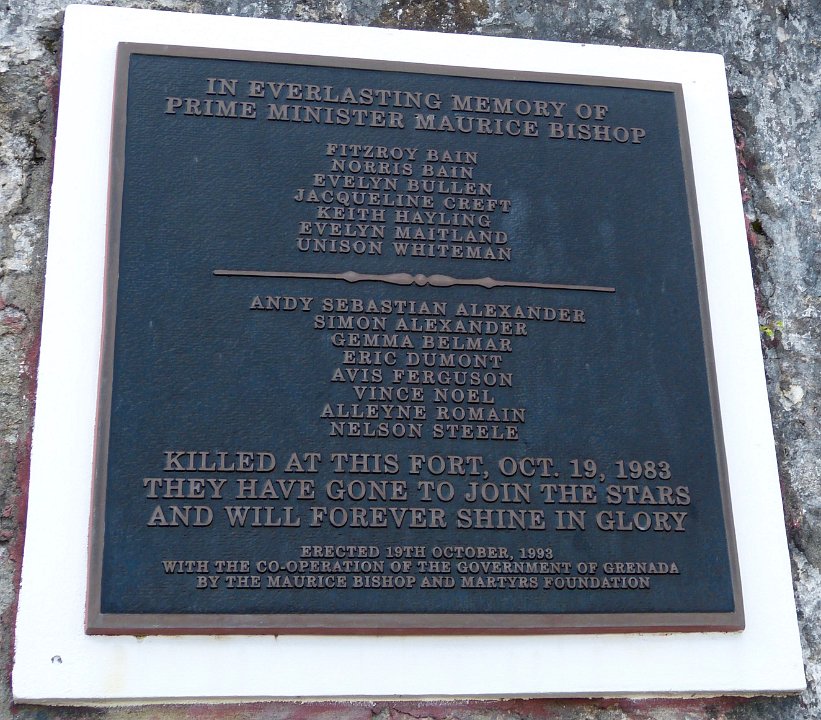 IN EVERLASTING MEMORY OF
PRIME MINISTER MAURICE BISHOP
FITZROY BAIN
NORRIS BAIN
EVELYN BULLEN
JACQUELINE CREFT
KEITH HAYLING
EVELYN MAITLAND
UNISON WHITEMAN
ANDY SEBASTIAN ALEXANDER
SIMON ALEXANDER
GEMMA BELMAR
ERIC DUMONT
AVIS FERGUSON
VINCE NOEL
ALLEYNE ROMAIN
NELSON STEELE
KILLED AT THIS FORT, OCT. 19, 1983
THEY HAVE GONE TO JOIN THE STARS
AND WILL FOREVER SHINE IN GLORY
ERECTED 19TH OCTOBER, 1993
WITH THE CO-OPERATION OF THE GOVERNMENT OF GRENADA
BY THE MAURICE BISHOP AND MARTYRS FOUNDATION